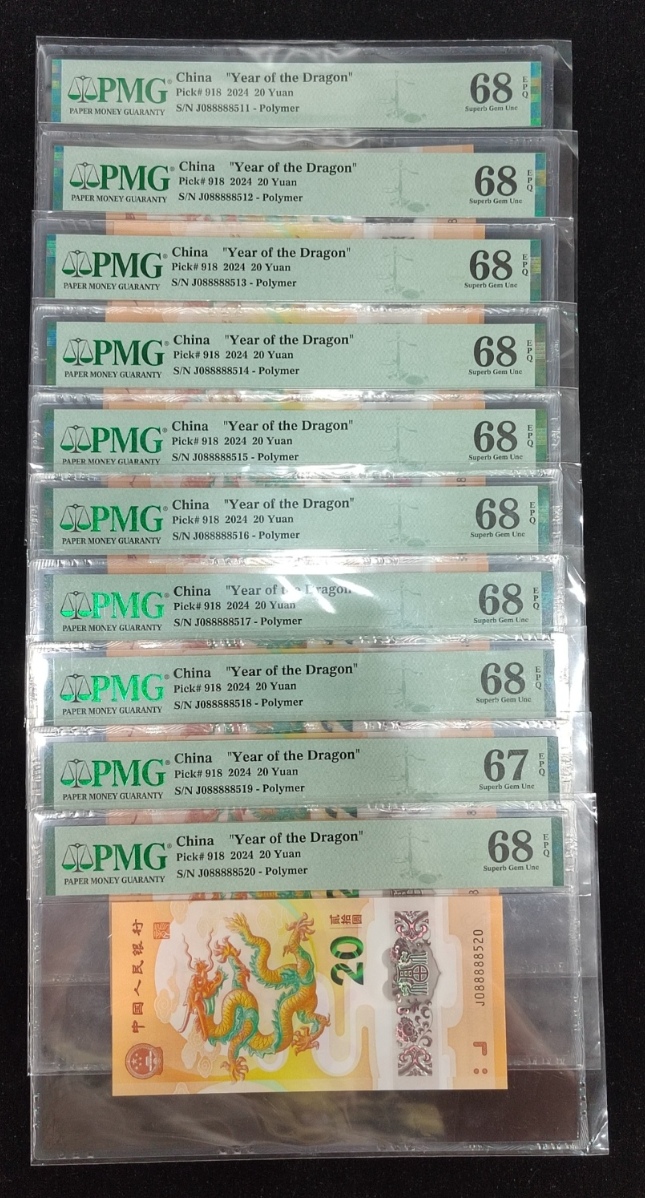 PMG
PAPER MONEY GUARANTY
China "Year of the Dragon"
Pick# 918 2024 20 Yuan
S/N J088888511 - Polymer
68 EPQ
Superb Gem Unc
PMG
PAPER MONEY GUARANTY
China "Year of the Dragon"
Pick# 918 2024 20 Yuan
S/N J088888512 - Polymer
68 EPQ
Superb Gem Unc
PMG
PAPER MONEY GUARANTY
China "Year of the Dragon"
Pick# 918 2024 20 Yuan
S/N J088888513 - Polymer
68 EPQ
Superb Gem Unc
PMG
PAPER MONEY GUARANTY
China "Year of the Dragon"
Pick# 918 2024 20 Yuan
S/N J088888514 - Polymer
68 EPQ
Superb Gem Unc
PMG
PAPER MONEY GUARANTY
China "Year of the Dragon"
Pick# 918 2024 20 Yuan
S/N J088888515 - Polymer
68 EPQ
Superb Gem Unc
PMG
PAPER MONEY GUARANTY
China "Year of the Dragon"
Pick# 918 2024 20 Yuan
S/N J088888516 - Polymer
68 EPQ
Superb Gem Unc
PMG
PAPER MONEY GUARANTY
China "Year of the Dragon
Pick# 918 2024 20 Yuan
S/N J088888517 - Polymer
68 EPQ
Superb Gem Unc
PMG
PAPER MONEY GUARANTY
China "Year of the Dragon"
Pick# 918 2024 20 Yuan
S/N J088888518 - Polymer
68 EPQ
Superb Gem Unc
PMG
PAPER MONEY GUARANTY
China "Year of the Dragon"
Pick# 918 2024 20 Yuan
S/N J088888519 - Polymer
67 EPQ
Superb Gem Unc
PMG
PAPER MONEY GUARANTY
China "Year of the Dragon"
Pick# 918 2024 20 Yuan
S/N J088888520 - Polymer
68 EPQ
Superb Gem Unc
中国人民银行
贰拾圆
20
J088888520